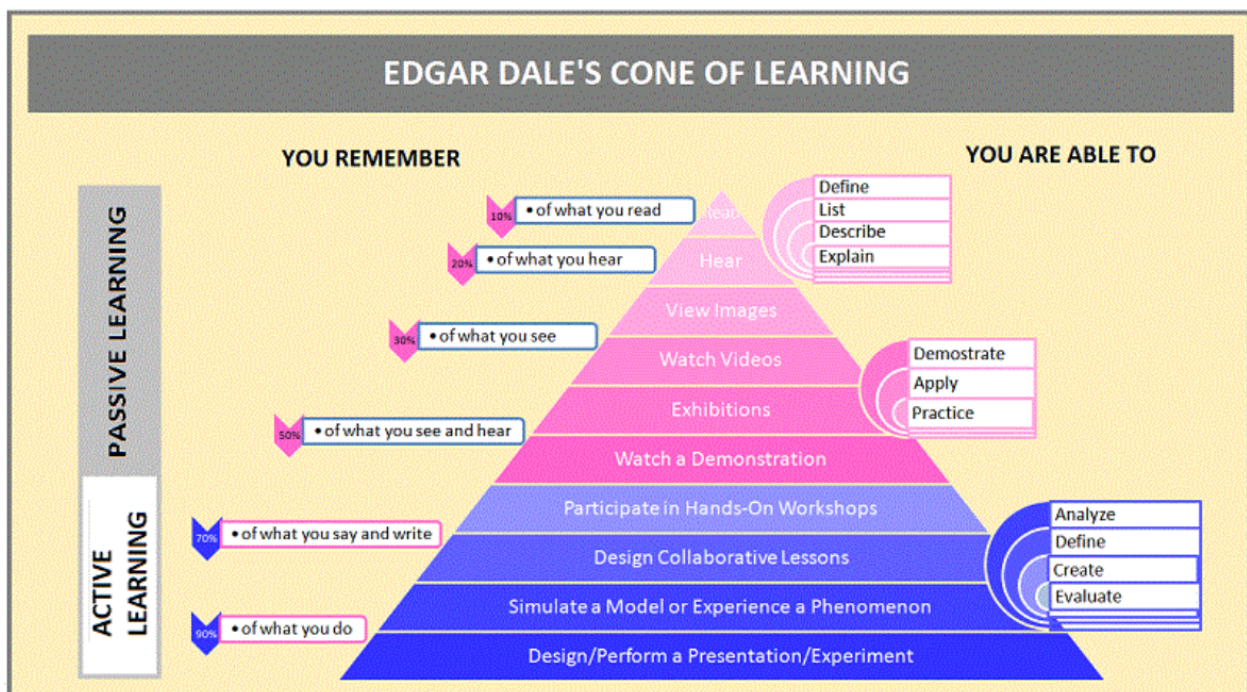 EDGAR DALE'S CONE OF LEARNING
YOU REMEMBER
YOU ARE ABLE TO
PASSIVE LEARNING
ACTIVE
LEARNING
10%
• of what you read
20%
• of what you hear
30%
• of what you see
50%
• of what you see and hear
70%
• of what you say and write
90%
• of what you do
Read
Hear
View Images
Watch Videos
Exhibitions
Watch a Demonstration
Participate in Hands-On Workshops
Design Collaborative Lessons
Simulate a Model or Experience a Phenomenon
Design/Perform a Presentation/Experiment
Define
List
Describe
Explain
Demostrate
Apply
Practice
Analyze
Define
Create
Evaluate